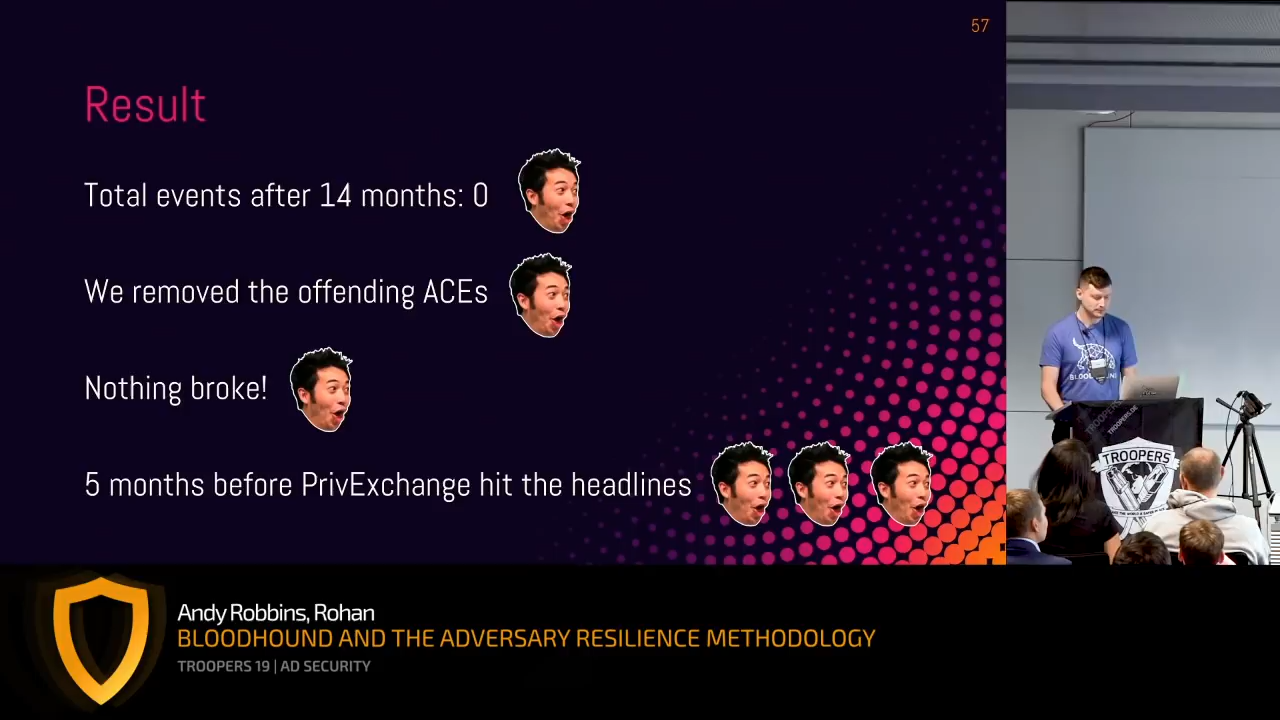 57
Result
Total events after 14 months: 0
We removed the offending ACEs
Nothing broke!
5 months before PrivExchange hit the headlines
TROOPERS
Andy Robbins, Rohan
BLOODHOUND AND THE ADVERSARY RESILIENCE METHODOLOGY
TROOPERS 19 | AD SECURITY